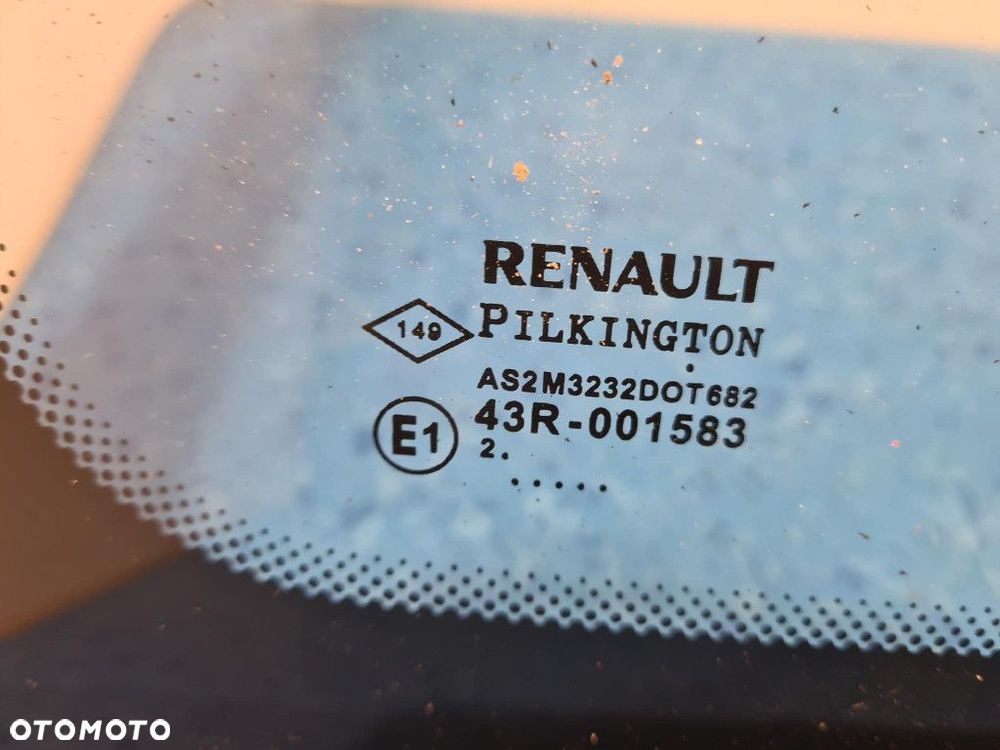 RENAULT
149
PILKINGTON
AS2M3232DOT682
E1
43R-001583
2.
.....
OTOMOTO